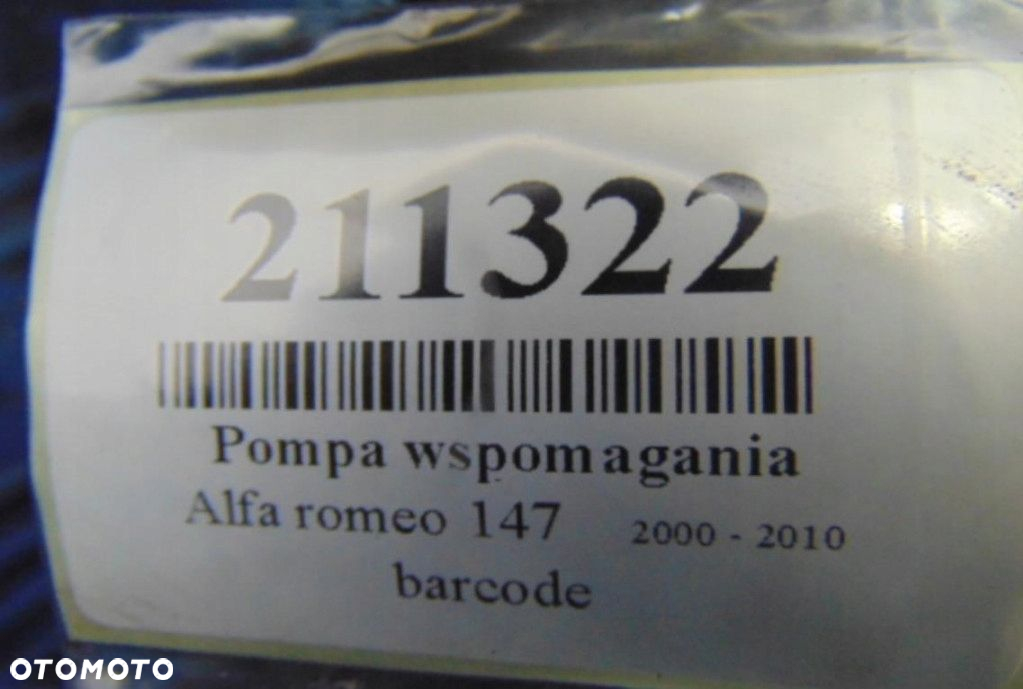 211322
Pompa wspomagania
Alfa romeo 147 2000 - 2010
barcode
OTOMOTO